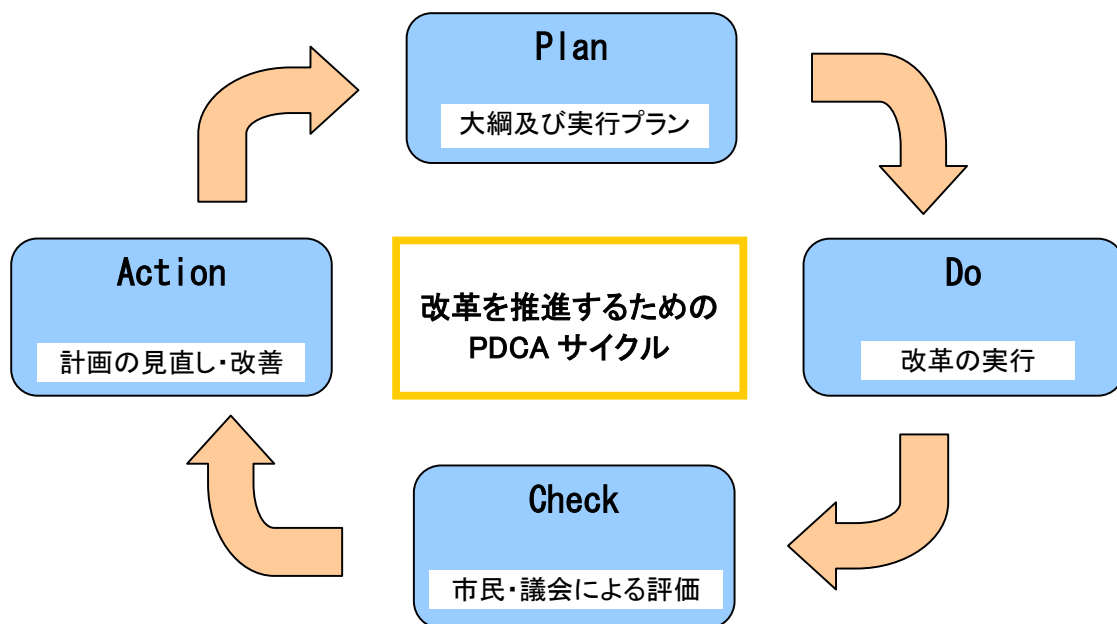 Plan
大綱及び実行プラン
Action
計画の見直し・改善
改革を推進するための
PDCA サイクル
Do
改革の実行
Check
市民・議会による評価